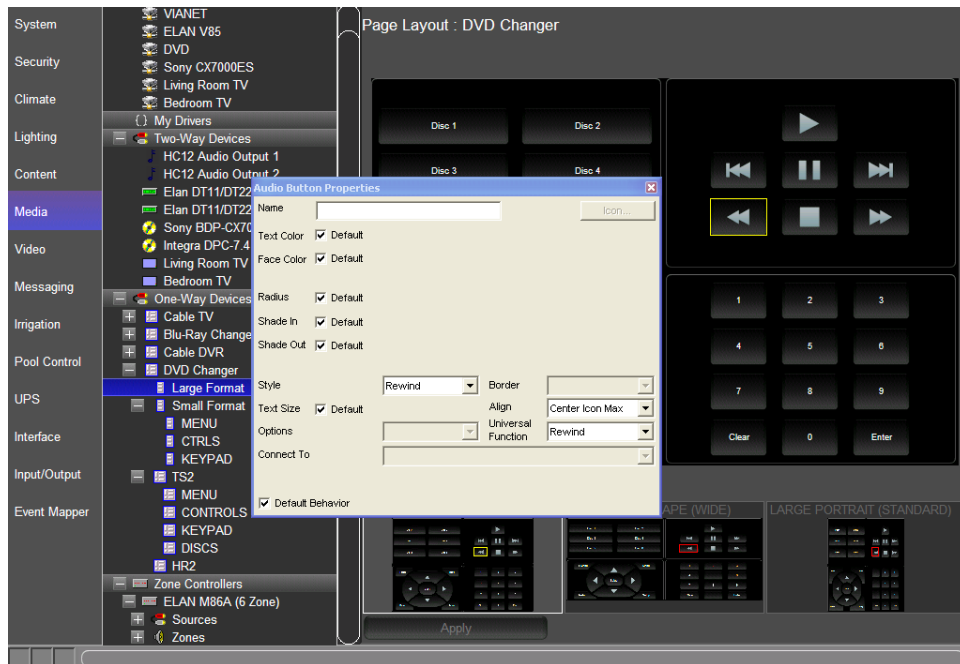 System
Security
Climate
Lighting
Content
Media
Video
Messaging
Irrigation
Pool Control
UPS
Interface
Input/Output
Event Mapper
VIANET
ELAN V85
DVD
Sony CX7000ES
Living Room TV
Bedroom TV
My Drivers
Two-Way Devices
HC12 Audio Output 1
HC12 Audio Output 2
Elan DT11/DT22
Elan DT11/DT22
Sony BDP-CX70
Integra DPC-7.4
Living Room TV
Bedroom TV
One-Way Devices
Cable TV
Blu-Ray Change
Cable DVR
DVD Changer
Large Format
Small Format
MENU
CTRLS
KEYPAD
TS2
MENU
CONTROLS
KEYPAD
DISCS
HR2
Zone Controllers
ELAN M86A (6 Zone)
Sources
Zones
Page Layout : DVD Changer
Disc 1 Disc 2
Disc 3 Disc 4
Audio Button Properties
Name Icon...
Text Color Default
Face Color Default
Radius Default
Shade In Default
Shade Out Default
Style Rewind Border
Text Size Default Align Center Icon Max
Options Universal Function Rewind
Connect To
Default Behavior
1 2 3
4 5 6
7 8 9
Clear 0 Enter
APE (WIDE)
LARGE PORTRAIT (STANDARD)
Apply